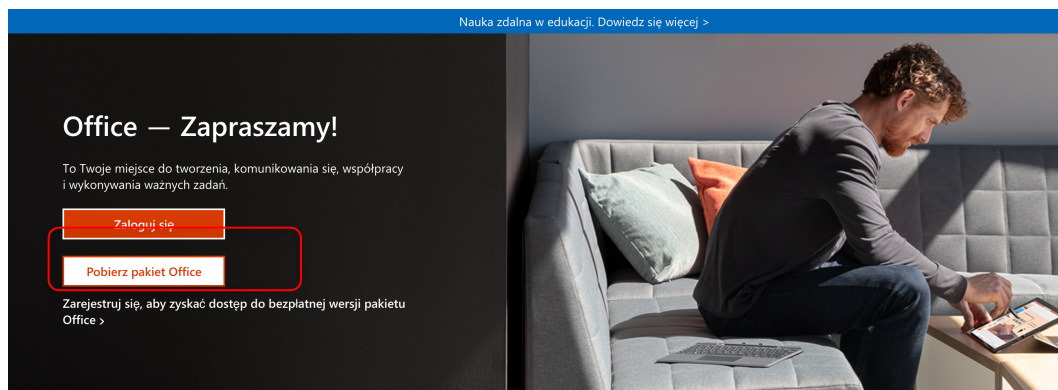 Nauka zdalna w edukacji. Dowiedz się więcej >
Office — Zapraszamy!
To Twoje miejsce do tworzenia, komunikowania się, współpracy
i wykonywania ważnych zadań.
Zaloguj się
Pobierz pakiet Office
Zarejestruj się, aby zyskać dostęp do bezpłatnej wersji pakietu
Office >